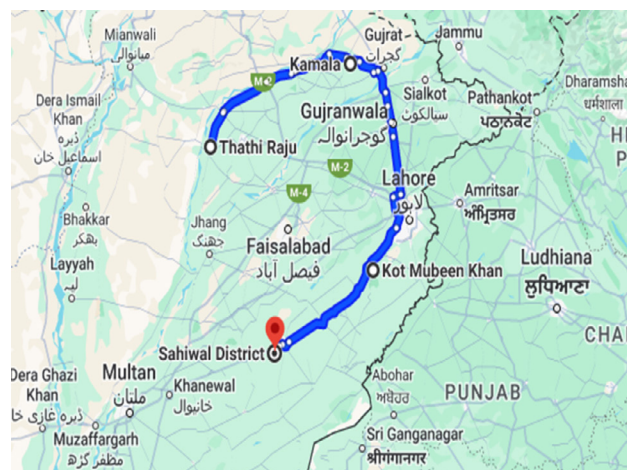 Mianwali
میانوالی
Gujrat
گجرات
Jammu
Kamala
M-2
Dera Ismail
Khan
ڈیرہ
اسماعیل خان
Sialkot
سیالکوٹ
Pathankot
ਪਠਾਨਕੋਟ
Dharamsha
धर्मशाला
Gujranwala
گوجرانوالہ
Thathi Raju
M-2
M-4
Lahore
لاہور
Amritsar
ਅੰਮ੍ਰਿਤਸਰ
Bhakkar
بھکر
Jhang
جھنگ
Faisalabad
فیصل آباد
Layyah
لیہ
Kot Mubeen Khan
Ludhiana
ਲੁਧਿਆਣਾ
Sahiwal District
CHA
Multan
ملتان
Khanewal
خانیوال
Dera Ghazi
Khan
ڈیرہ غازی خا
Abohar
ਅਬੋਹਰ
PUNJAB
Muzaffargarh
مظفر گڑھ
Sri Ganganagar
श्रीगंगानगर